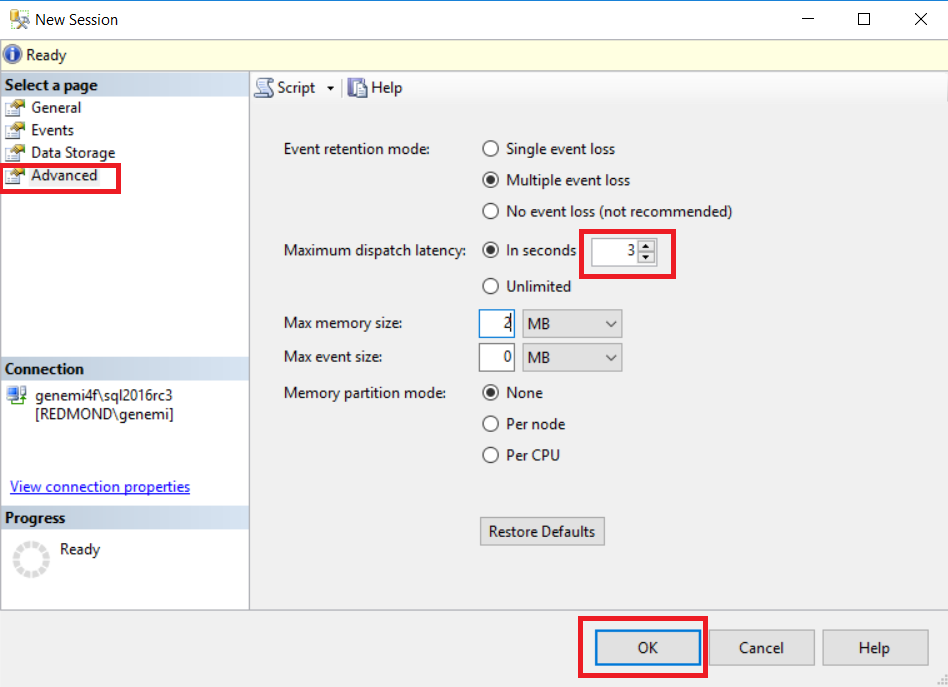 New Session
Ready
Select a page
General
Events
Data Storage
Advanced
Connection
genemi4f\sql2016rc3
[REDMOND\genemi]
View connection properties
Progress
Ready
Script Help
Event retention mode: Single event loss
Multiple event loss
No event loss (not recommended)
Maximum dispatch latency: In seconds 3
Unlimited
Max memory size: 2 MB
Max event size: 0 MB
Memory partition mode: None
Per node
Per CPU
Restore Defaults
OK Cancel Help